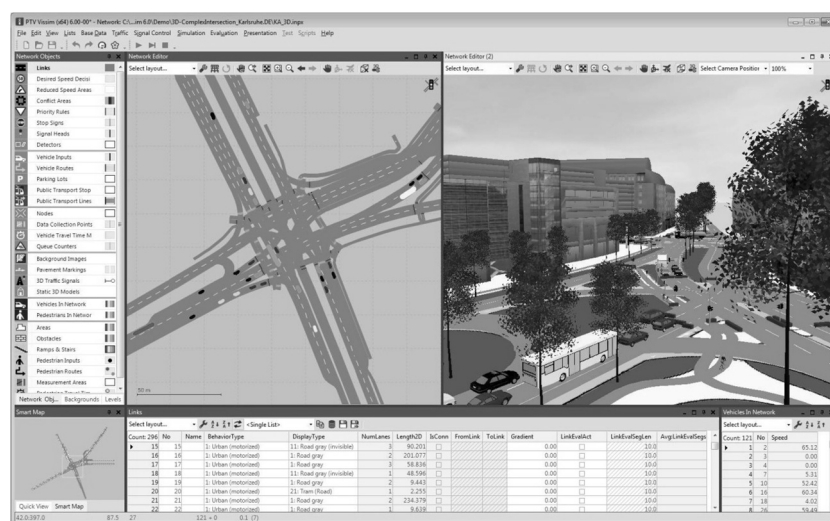 PTV Vissim (x64) 6.00-00* - Network: C:\...im 6.0\Demo\3D-ComplexIntersection_Karlsruhe.DE\KA_3D.inpx
File Edit View Lists Base Data Traffic Signal Control Simulation Evaluation Presentation Test Scripts Help
Network Objects
Links
Desired Speed Decisi
Reduced Speed Areas
Conflict Areas
Priority Rules
Stop Signs
Signal Heads
Detectors
Vehicle Inputs
Vehicle Routes
Parking Lots
Public Transport Stop
Public Transport Lines
Nodes
Data Collection Points
Vehicle Travel Time M
Queue Counters
Background Images
Pavement Markings
3D Traffic Signals
Static 3D Models
Vehicles In Network
Pedestrians In Networ
Areas
Obstacles
Ramps & Stairs
Pedestrian Inputs
Pedestrian Routes
Measurement Areas
Network Obj... Backgrounds Levels
Network Editor
Select layout...
50 m
Network Editor (2)
Select layout... Select Camera Position 100%
Smart Map
Quick View Smart Map
Links
Select layout... <Single List>
Count: 296 No Name BehaviorType DisplayType NumLanes Length2D IsConn FromLink ToLink Gradient LinkEvalAct LinkEvalSegLen AvgLinkEvalSegs
15 15 1: Urban (motorized) 11: Road gray (invisible) 3 90.201 0.00 10.0
16 16 1: Urban (motorized) 1: Road gray 2 201.077 0.00 10.0
17 17 1: Urban (motorized) 1: Road gray 3 58.836 0.00 10.0
18 18 1: Urban (motorized) 11: Road gray (invisible) 1 48.596 0.00 10.0
19 19 1: Urban (motorized) 1: Road gray 2 9.443 0.00 10.0
20 20 1: Urban (motorized) 21: Tram (Road) 1 2.255 0.00 10.0
21 21 1: Urban (motorized) 1: Road gray 2 234.379 0.00 10.0
22 22 1: Urban (motorized) 1: Road gray 1 9.639 0.00 10.0
Vehicles In Network
Select layout...
Count: 121 No Speed
1 2 65.12
2 3 0.00
3 4 0.00
4 7 5.31
5 10 52.42
6 16 60.34
7 18 4.02
8 26 59.49
42.0:397.0 87.5 27 121 + 0 0.1 (7)